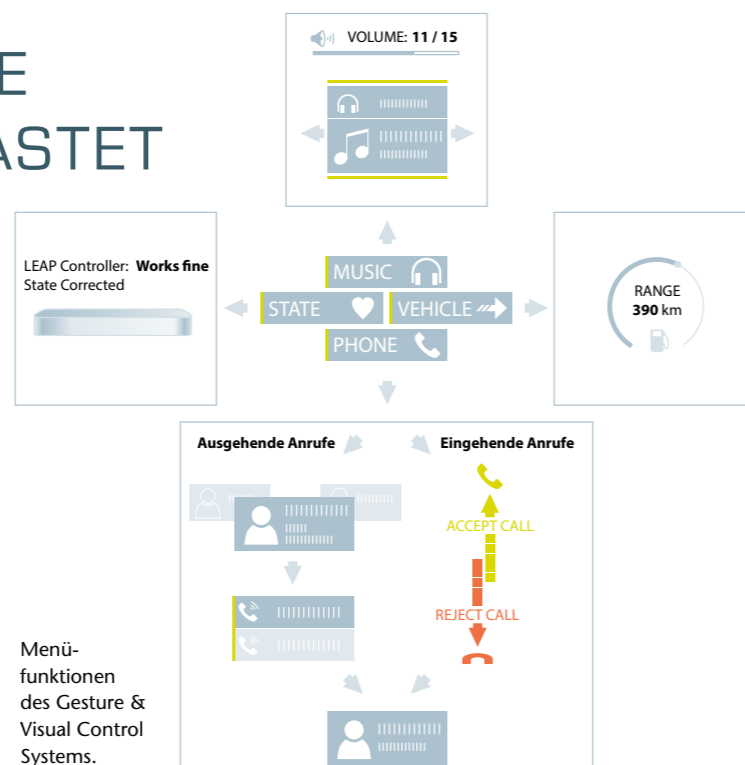 VOLUME: 11 / 15
E
ASTET
LEAP Controller: Works fine
State Corrected
MUSIC
STATE
VEHICLE
PHONE
RANGE
390 km
Ausgehende Anrufe
Eingehende Anrufe
ACCEPT CALL
REJECT CALL
Menü-
funktionen
des Gesture &
Visual Control
Systems.